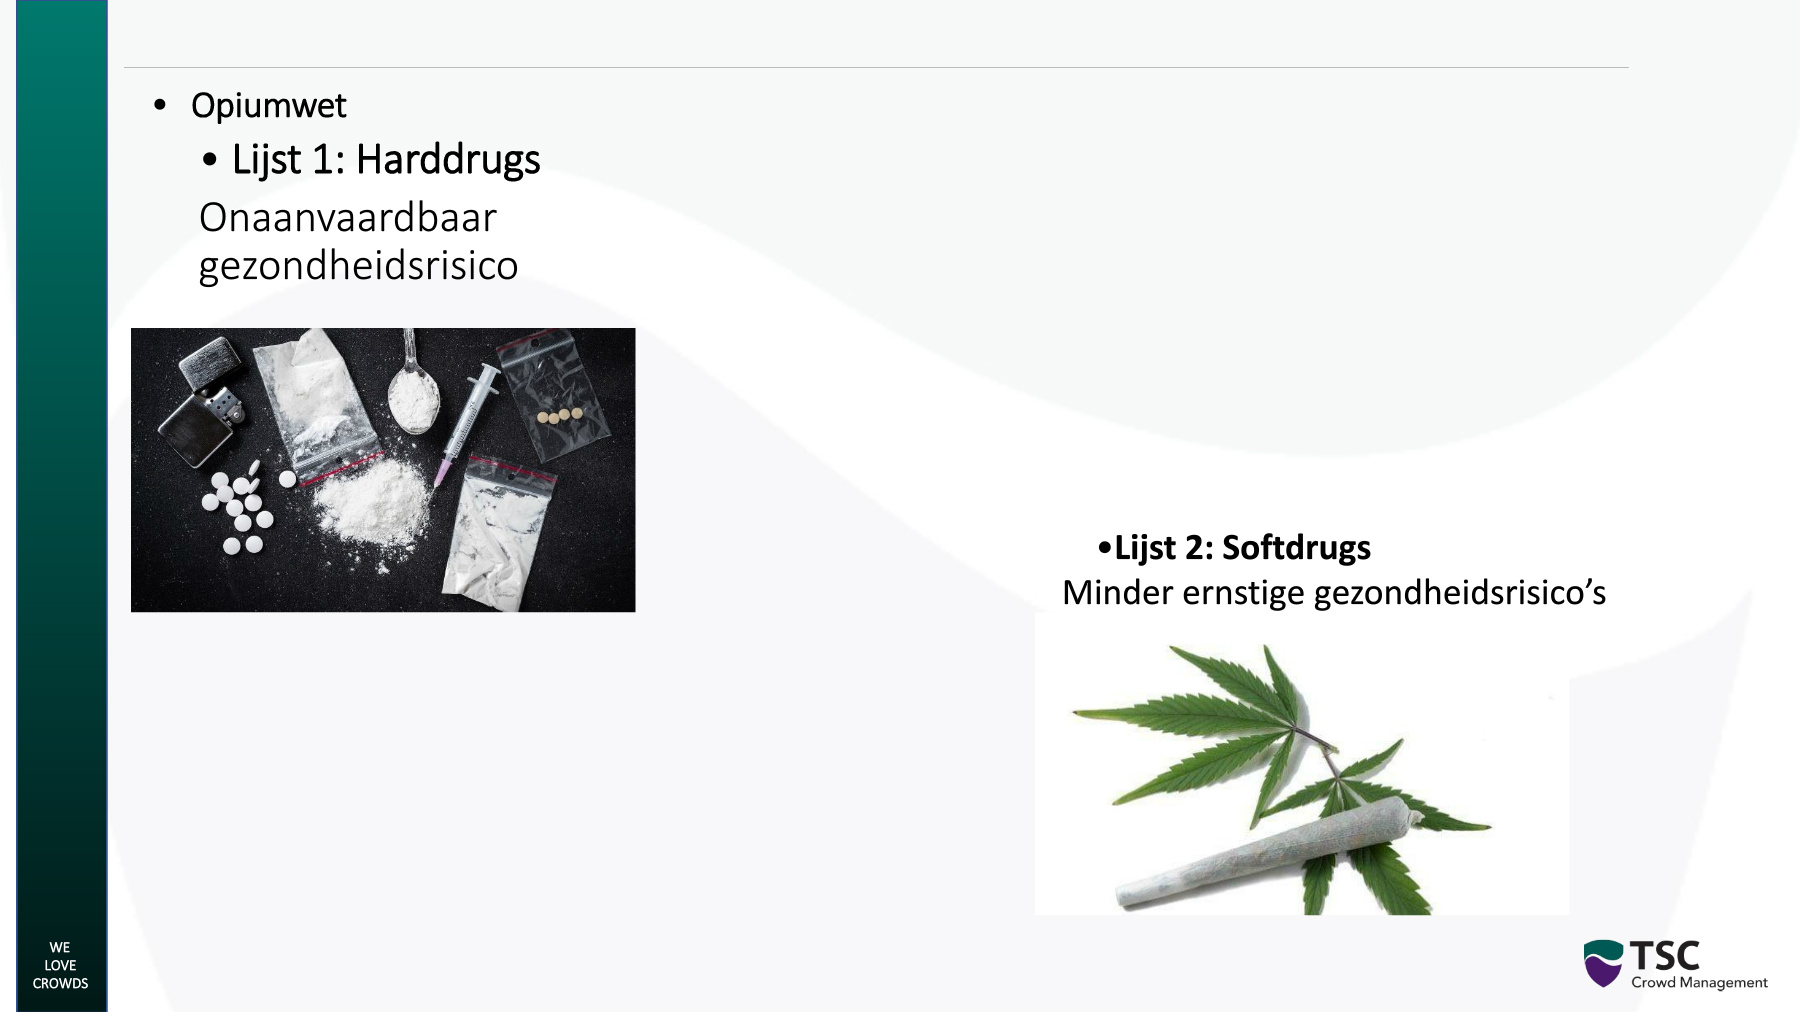 • Opiumwet
• Lijst 1: Harddrugs
Onaanvaardbaar
gezondheidsrisico
•Lijst 2: Softdrugs
Minder ernstige gezondheidsrisico’s
WE
LOVE
CROWDS
TSC
Crowd Management